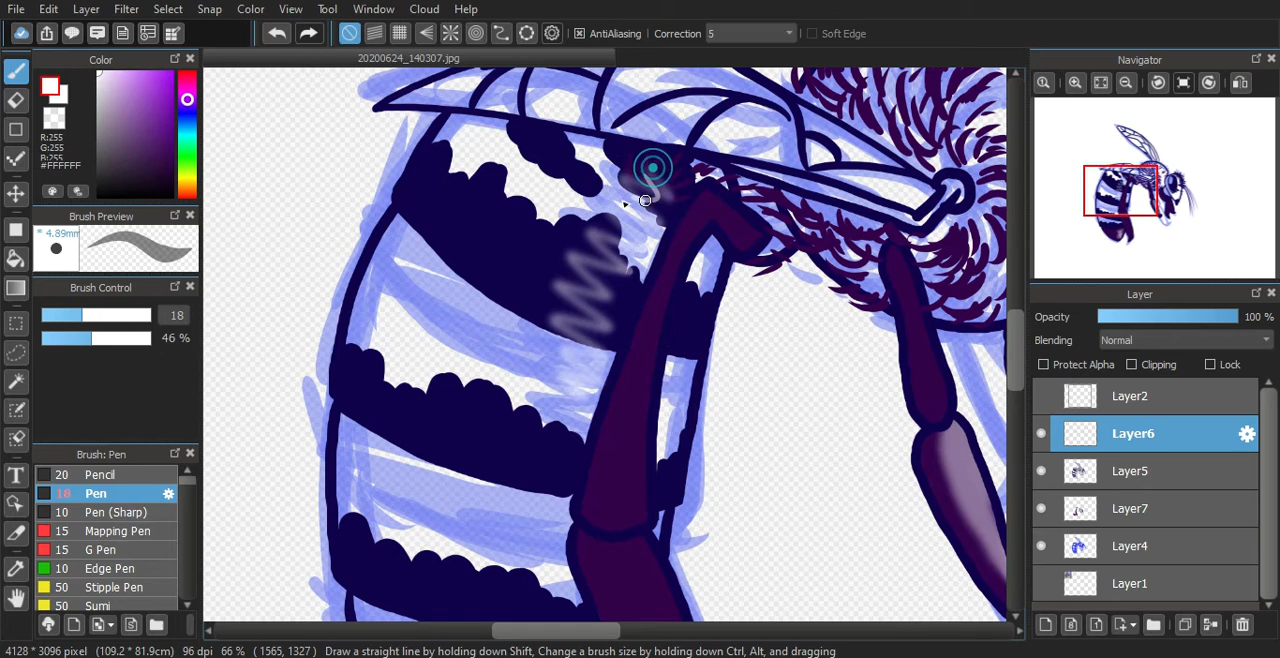 File Edit Layer Filter Select Snap Color View Tool Window Cloud Help
AntiAliasing Correction 5 Soft Edge
Color
20200624_140307.jpg
Navigator
R:255
G:255
B:255
#FFFFFF
Brush Preview
* 4.89mm
Brush Control
18
46 %
Layer
Opacity 100 %
Blending Normal
Protect Alpha Clipping Lock
Layer2
Layer6
Layer5
Layer7
Layer4
Layer1
Brush: Pen
20 Pencil
18 Pen
10 Pen (Sharp)
15 Mapping Pen
15 G Pen
10 Edge Pen
50 Stipple Pen
50 Sumi
4128 * 3096 pixel (109.2 * 81.9cm) 96 dpi 66 % ( 1565, 1327 ) Draw a straight line by holding down Shift, Change a brush size by holding down Ctrl, Alt, and dragging